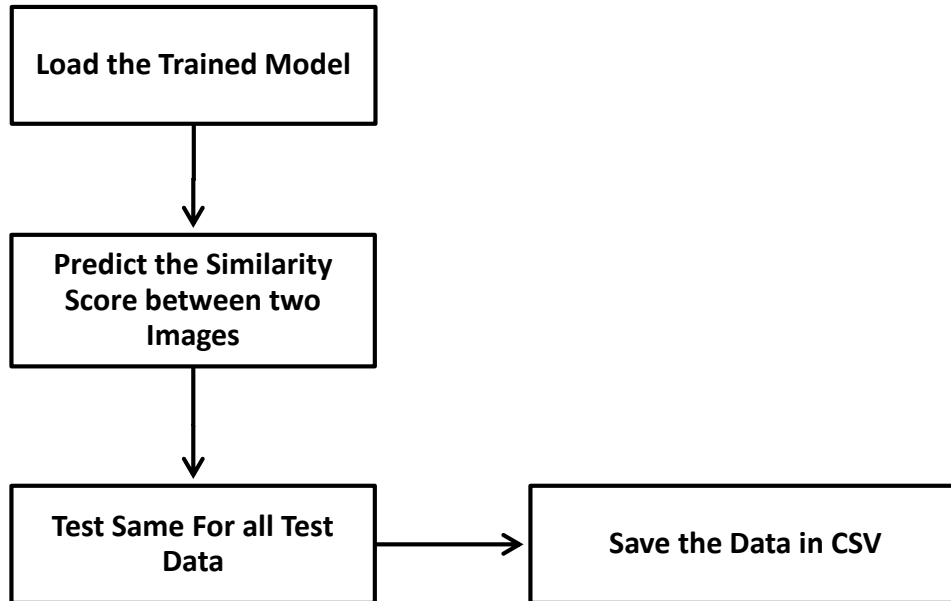 Load the Trained Model
Predict the Similarity
Score between two
Images
Test Same For all Test
Data
Save the Data in CSV